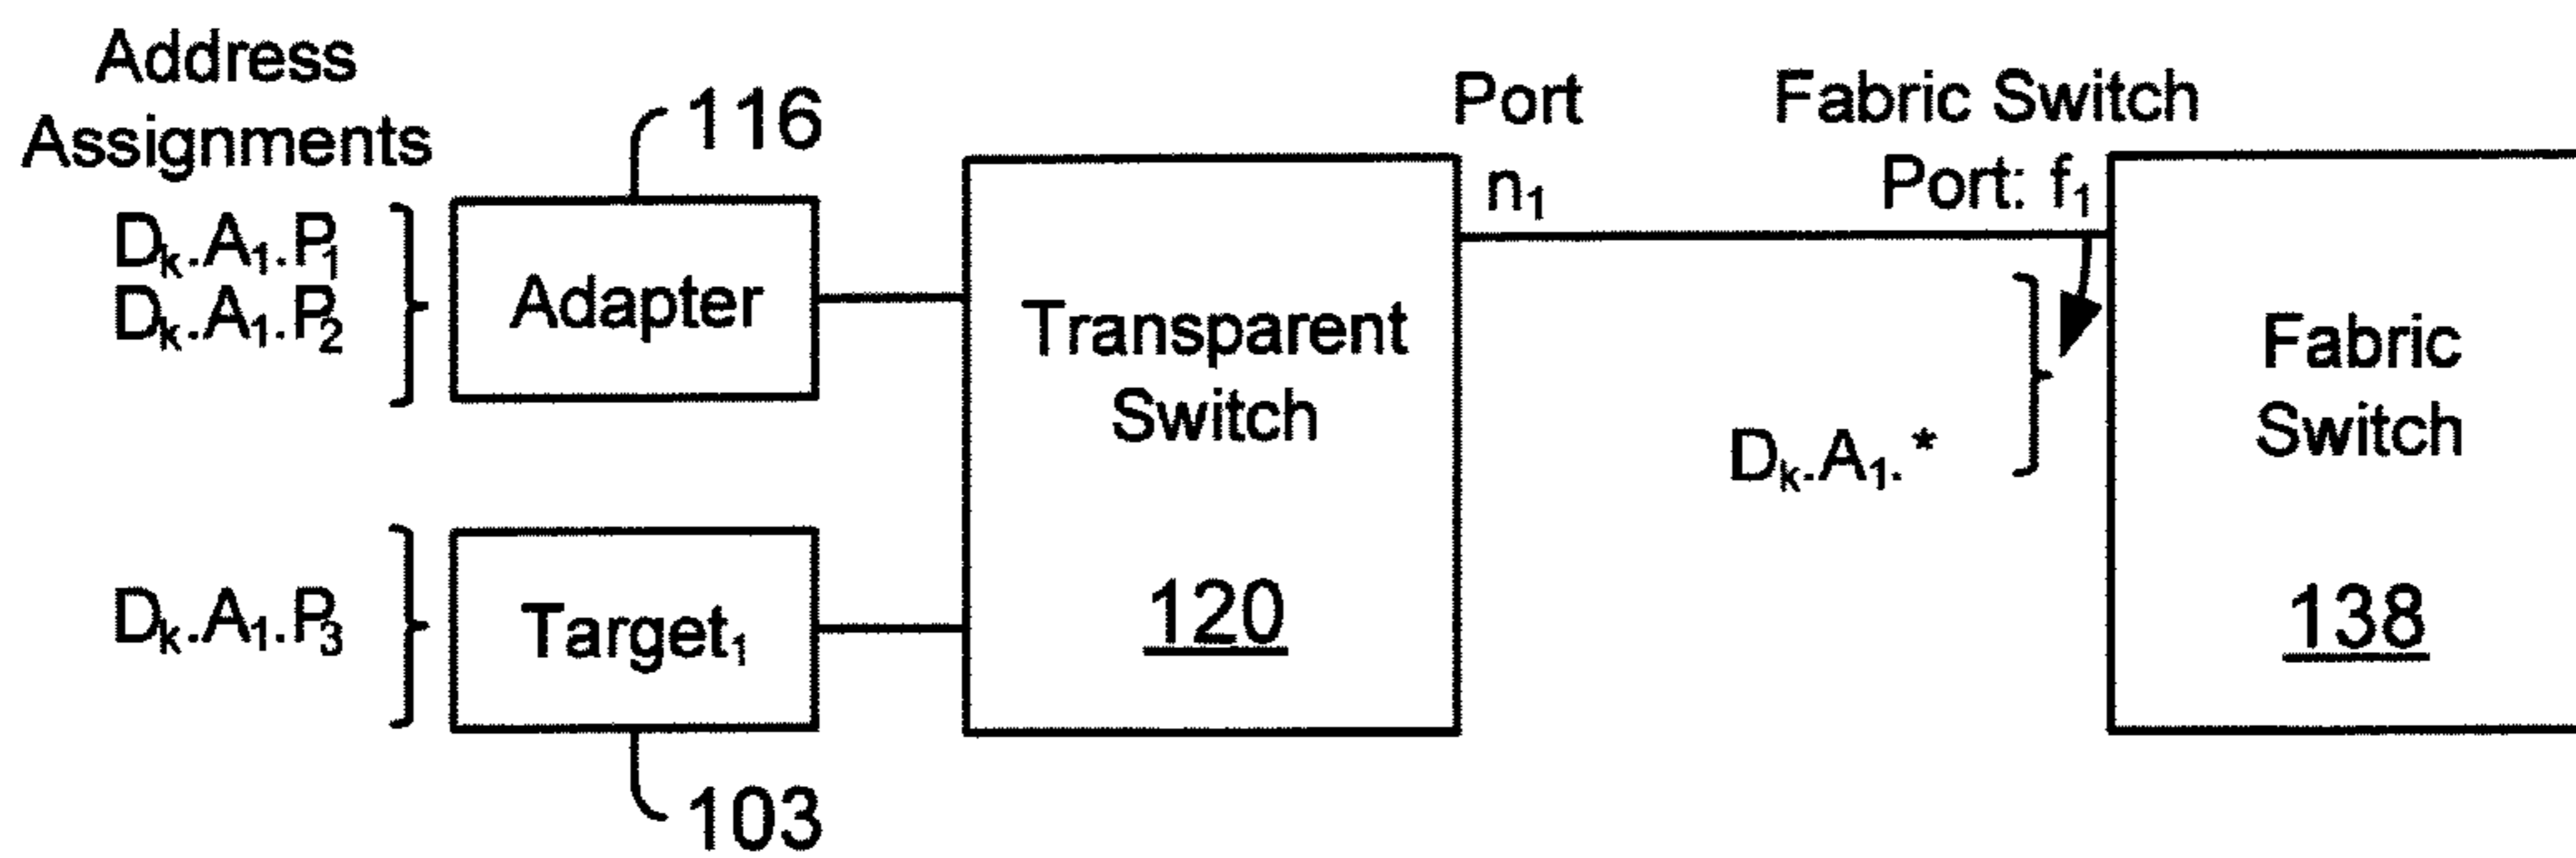 Address
Assignments
116
Port
Fabric Switch
n₁
Port: f₁
Dₖ.A₁.P₁
Dₖ.A₁.P₂
Adapter
Transparent
Switch
Fabric
Switch
Dₖ.A₁.*
Dₖ.A₁.P₃
Target₁
120
138
103